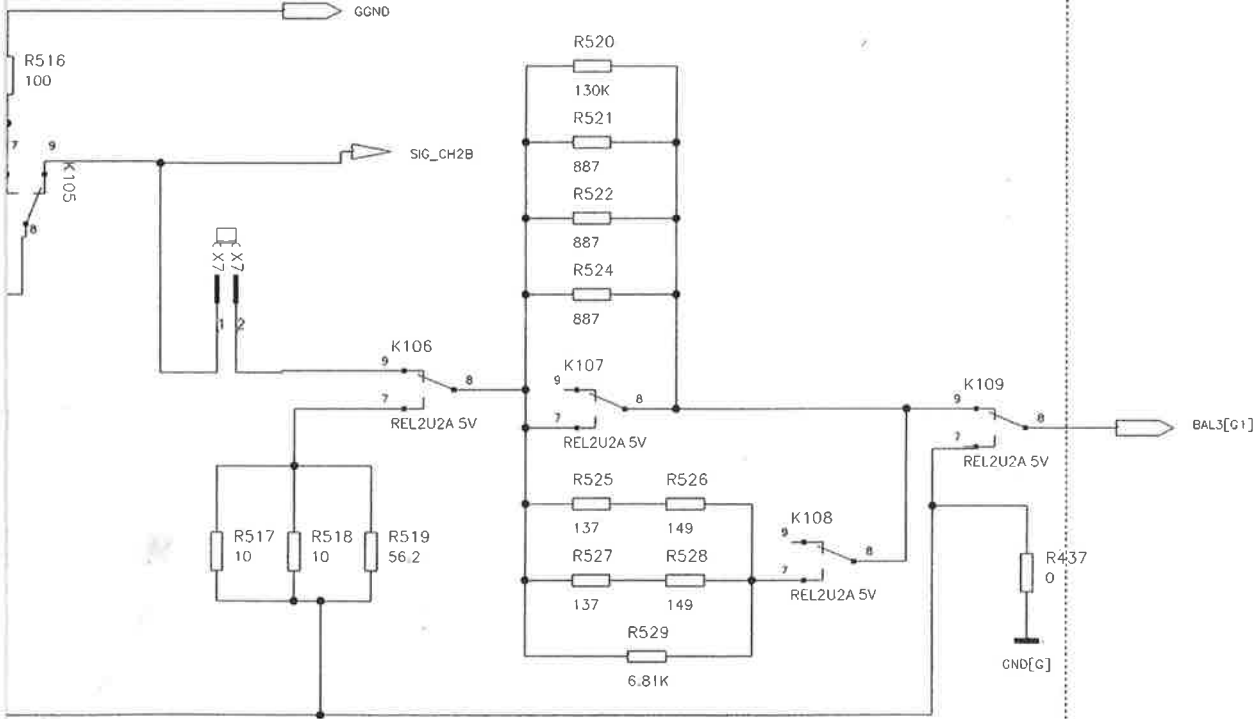 GGND
R516
100
7
9
K105
8
SIG_CH2B
X7
X7
1
2
R520
130K
R521
887
R522
887
R524
887
K106
9
8
7
REL2U2A 5V
K107
9
8
7
REL2U2A 5V
K109
9
8
7
REL2U2A 5V
BAL3[G1]
R517
10
R518
10
R519
56.2
R525
137
R526
149
R527
137
R528
149
R529
6.81K
K108
9
8
7
REL2U2A 5V
R437
0
GND[G]